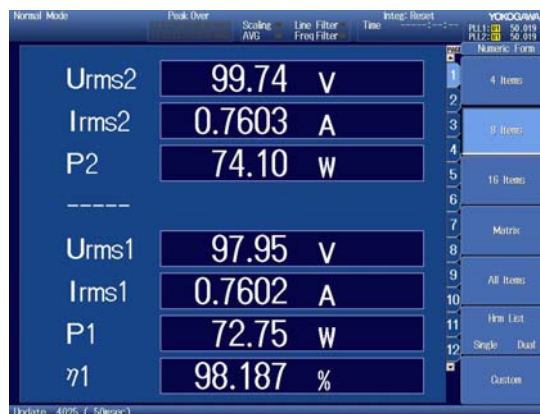 Normal Mode Peak Over Scaling AVG Line Filter Freq Filter Time Integ: Reset YOKOGAWA
PLL1: U1 50.019
PLL2: 50.019
PAGE Numeric Form
Urms2 99.74 V 1 4 Items
2
Irms2 0.7603 A 3 8 Items
4
P2 74.10 W 5 16 Items
6
----- 7 Matrix
Urms1 97.95 V 8
9 All Items
Irms1 0.7602 A 10
11 Hrm List
P1 72.75 W 12 Single Dual
η1 98.187 % Custom
Update 4025 ( 50msec)